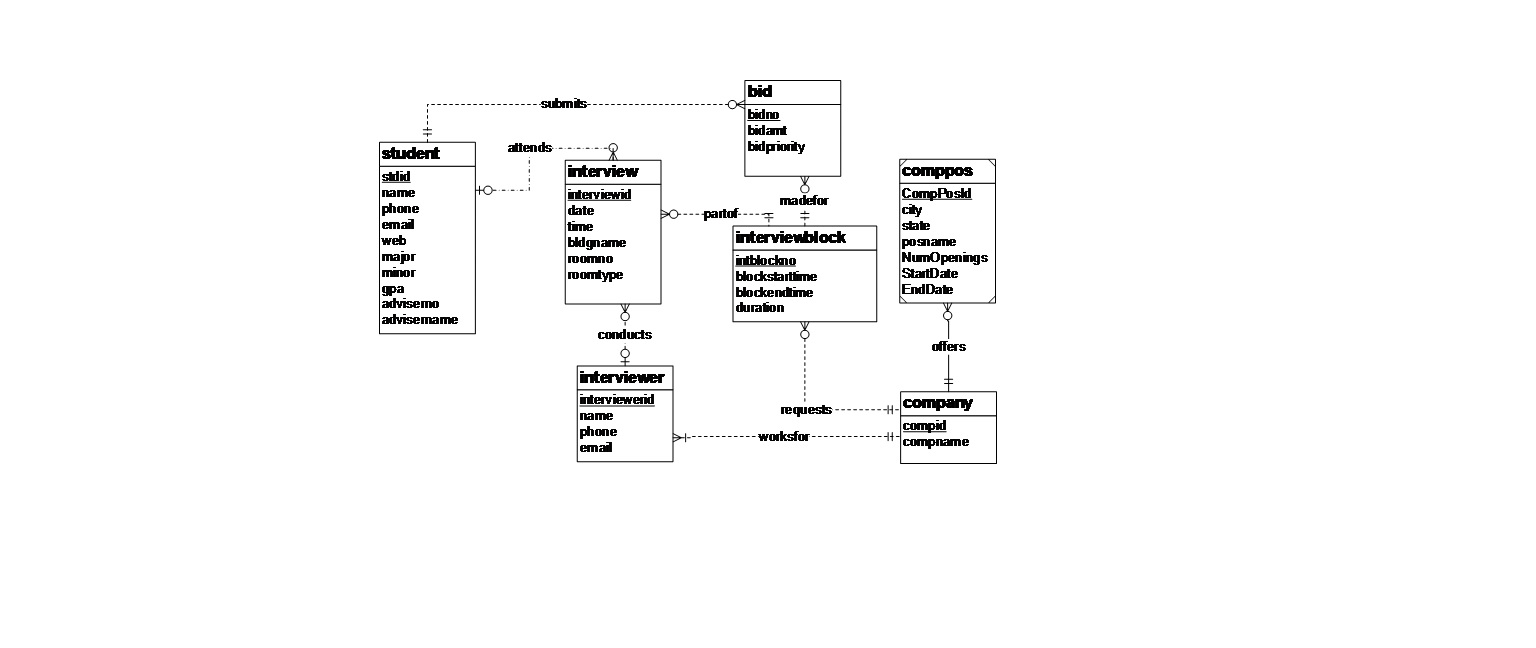 bid
submits
bidno
bidamt
bidpriority
student
attends
stdid
name
phone
email
web
major
minor
gpa
advisemo
advisemame
interview
interviewid
date
time
bldgname
roomno
roomtype
madefor
partof
comppos
CompPosId
city
state
posname
NumOpenings
StartDate
EndDate
interviewblock
intblockno
blockstarttime
blockendtime
duration
conducts
offers
interviewer
interviewerid
name
phone
email
requests
worksfor
company
compid
compname